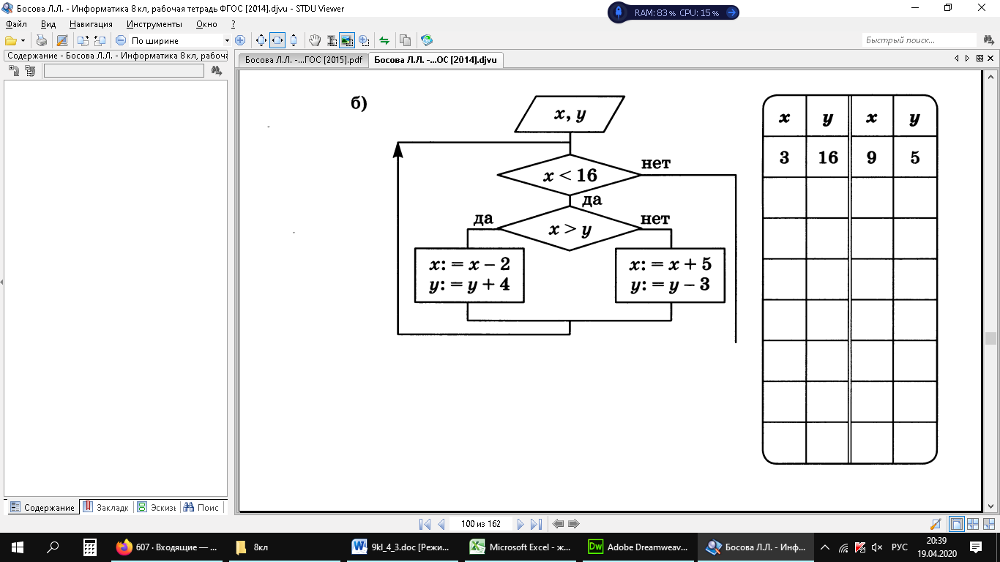 Босова Л.Л. - Информатика 8 кл, рабочая тетрадь ФГОС [2014].djvu - STDU Viewer
RAM: 83% CPU: 15%
Файл Вид Навигация Инструменты Окно ?
По ширине
Быстрый поиск...
Содержание - Босова Л.Л. - Информатика 8 кл, рабоча
Босова Л.Л. -...ГОС [2015].pdf Босова Л.Л. -...ОС [2014].djvu
б)
x, y
x < 16
нет
да
x > y
да
нет
x: = x – 2
y: = y + 4
x: = x + 5
y: = y – 3
x y x y
3 16 9 5
Содержание Закладк Эскизы Поиск
100 из 162
607 · Входящие — ...
8кл
9kl_4_3.doc [Режи...
Microsoft Excel - ж...
Adobe Dreamweav...
Босова Л.Л. - Инф...
РУС
20:39
19.04.2020